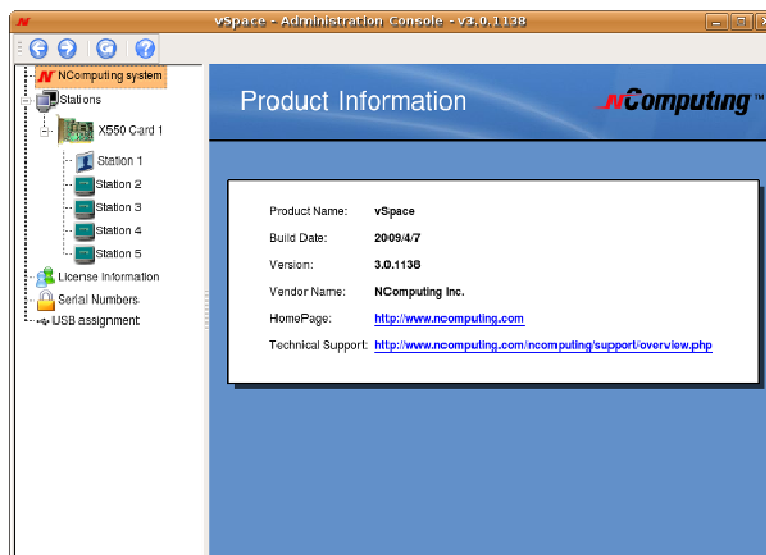 vSpace - Administration Console - v3.0.1138
NComputing system
Stations
X550 Card 1
Station 1
Station 2
Station 3
Station 4
Station 5
License Information
Serial Numbers
USB assignment
Product Information
NComputing™
Product Name: vSpace
Build Date: 2009/4/7
Version: 3.0.1138
Vendor Name: NComputing Inc.
HomePage: http://www.ncomputing.com
Technical Support: http://www.ncomputing.com/ncomputing/support/overview.php